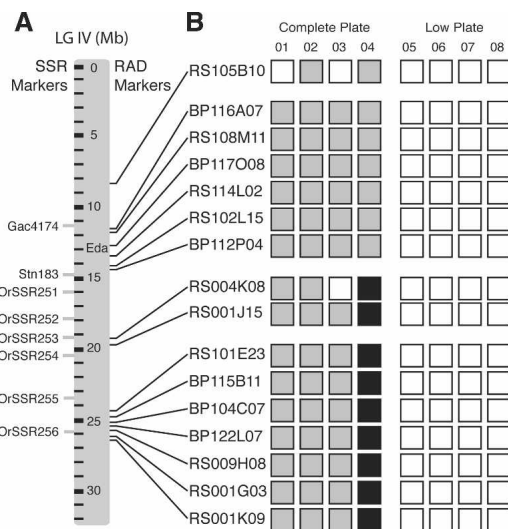 A
B
LG IV (Mb)
Complete Plate
Low Plate
01 02 03 04 05 06 07 08
SSR Markers
RAD Markers
0
5
10
Eda
15
20
25
30
Gac4174
Stn183
OrSSR251
OrSSR252
OrSSR253
OrSSR254
OrSSR255
OrSSR256
RS105B10
BP116A07
RS108M11
BP117O08
RS114L02
RS102L15
BP112P04
RS004K08
RS001J15
RS101E23
BP115B11
BP104C07
BP122L07
RS009H08
RS001G03
RS001K09